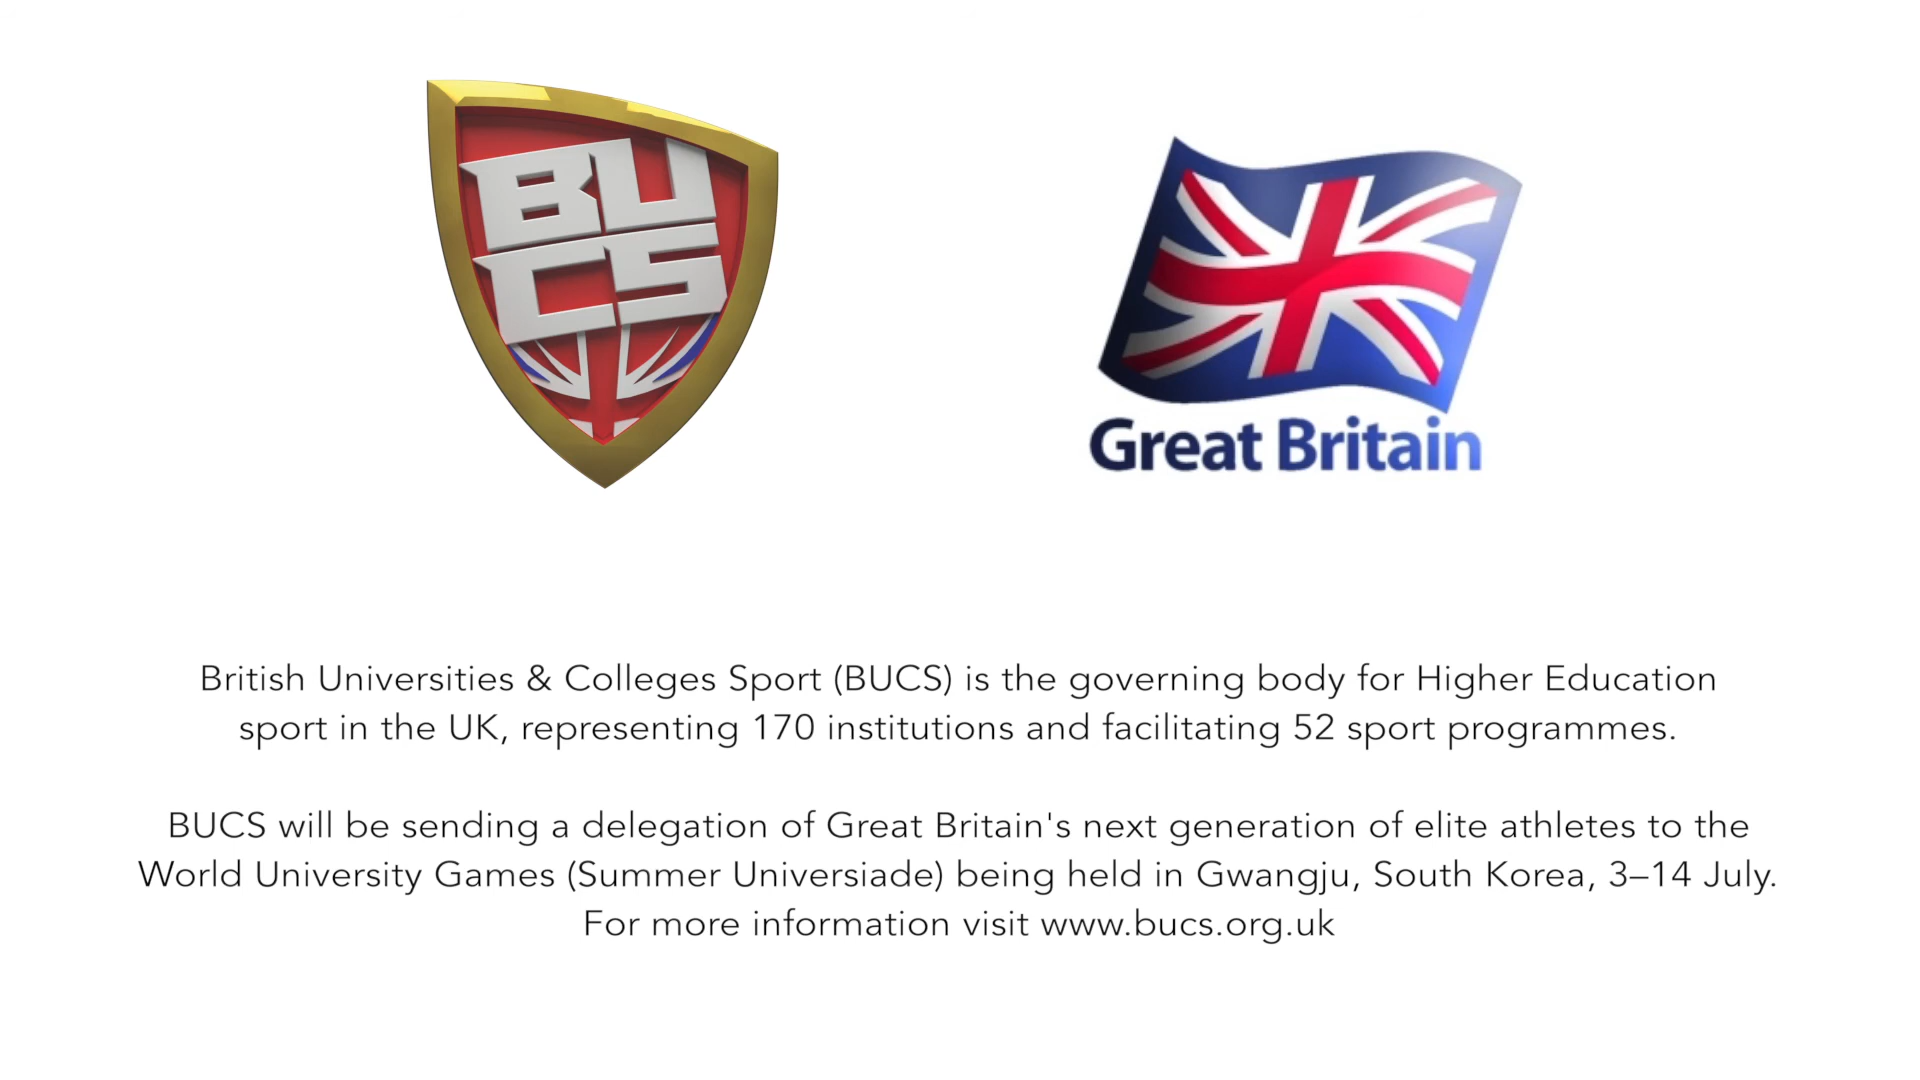 BU
CS
Great Britain
British Universities & Colleges Sport (BUCS) is the governing body for Higher Education
sport in the UK, representing 170 institutions and facilitating 52 sport programmes.
BUCS will be sending a delegation of Great Britain's next generation of elite athletes to the
World University Games (Summer Universiade) being held in Gwangju, South Korea, 3–14 July.
For more information visit www.bucs.org.uk